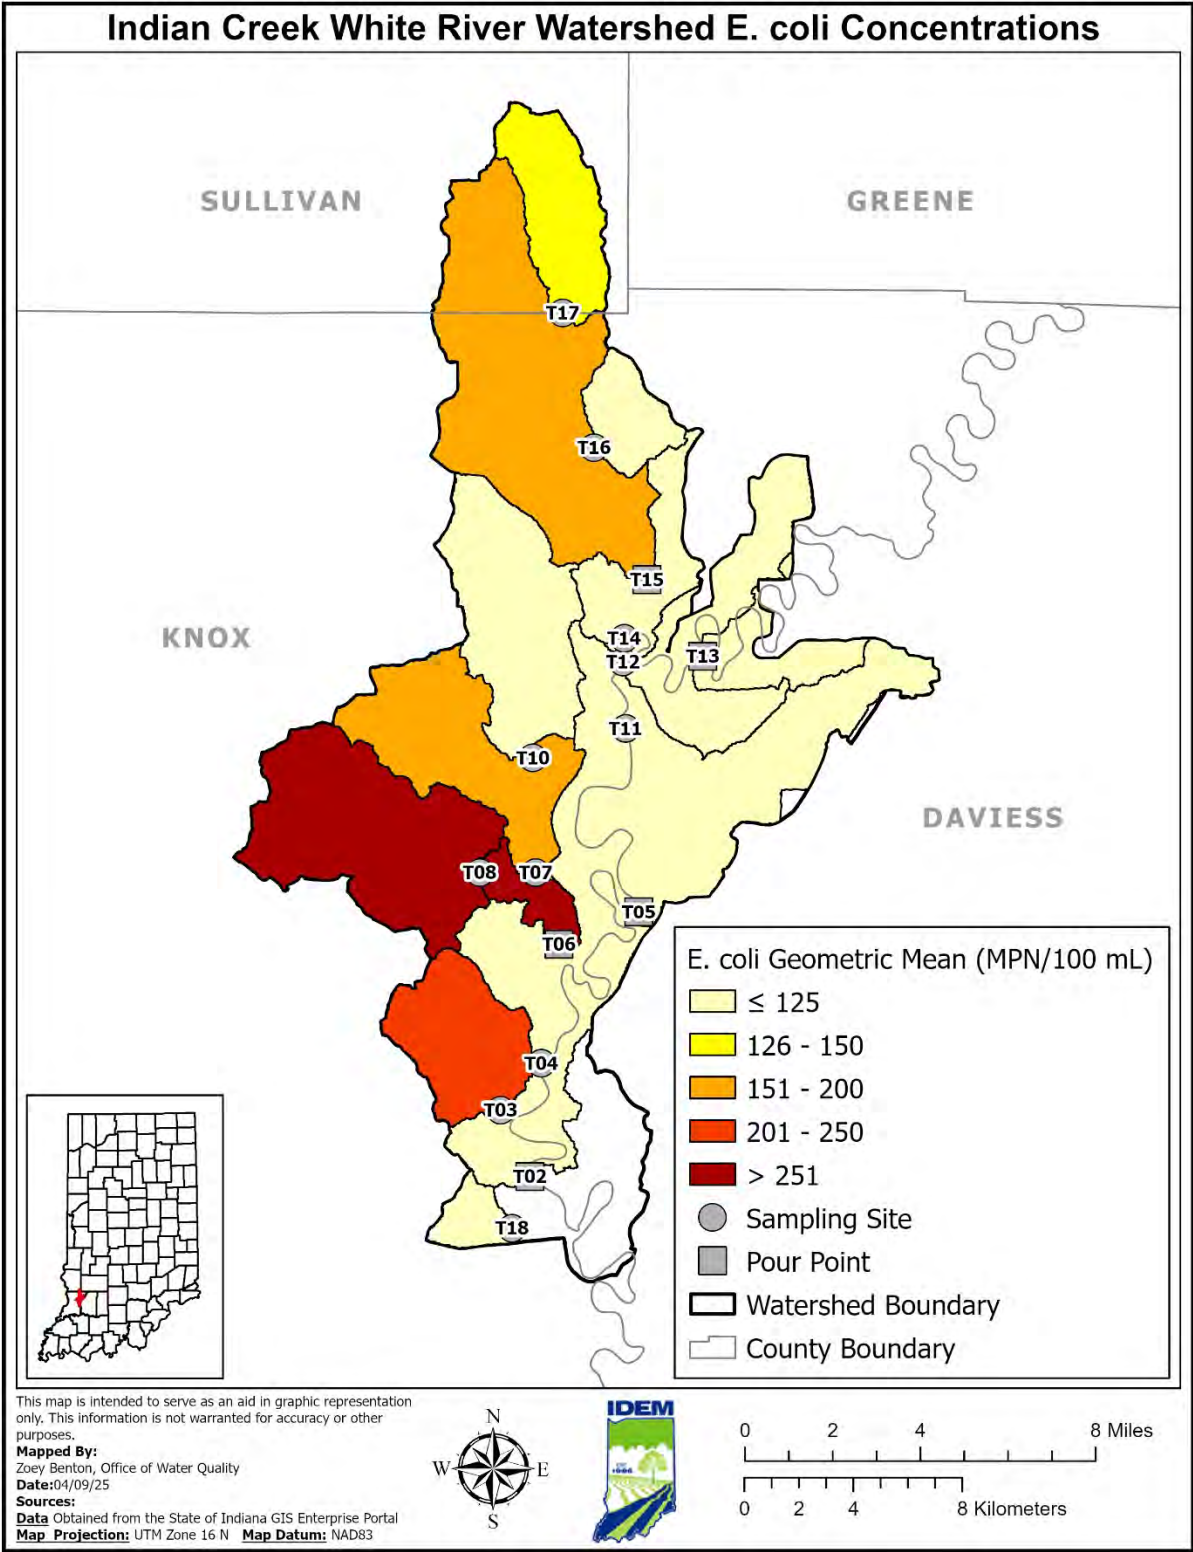 Indian Creek White River Watershed E. coli Concentrations
SULLIVAN
GREENE
T17
T16
T15
KNOX
T14
T12
T13
T11
T10
DAVIESS
T08
T07
T05
T06
T04
T03
T02
T18
E. coli Geometric Mean (MPN/100 mL)
≤ 125
126 - 150
151 - 200
201 - 250
> 251
Sampling Site
Pour Point
Watershed Boundary
County Boundary
This map is intended to serve as an aid in graphic representation
only. This information is not warranted for accuracy or other
purposes.
Mapped By:
Zoey Benton, Office of Water Quality
Date:04/09/25
Sources:
Data Obtained from the State of Indiana GIS Enterprise Portal
Map Projection: UTM Zone 16 N Map Datum: NAD83
N
W E
S
IDEM
0 2 4 8 Miles
0 2 4 8 Kilometers